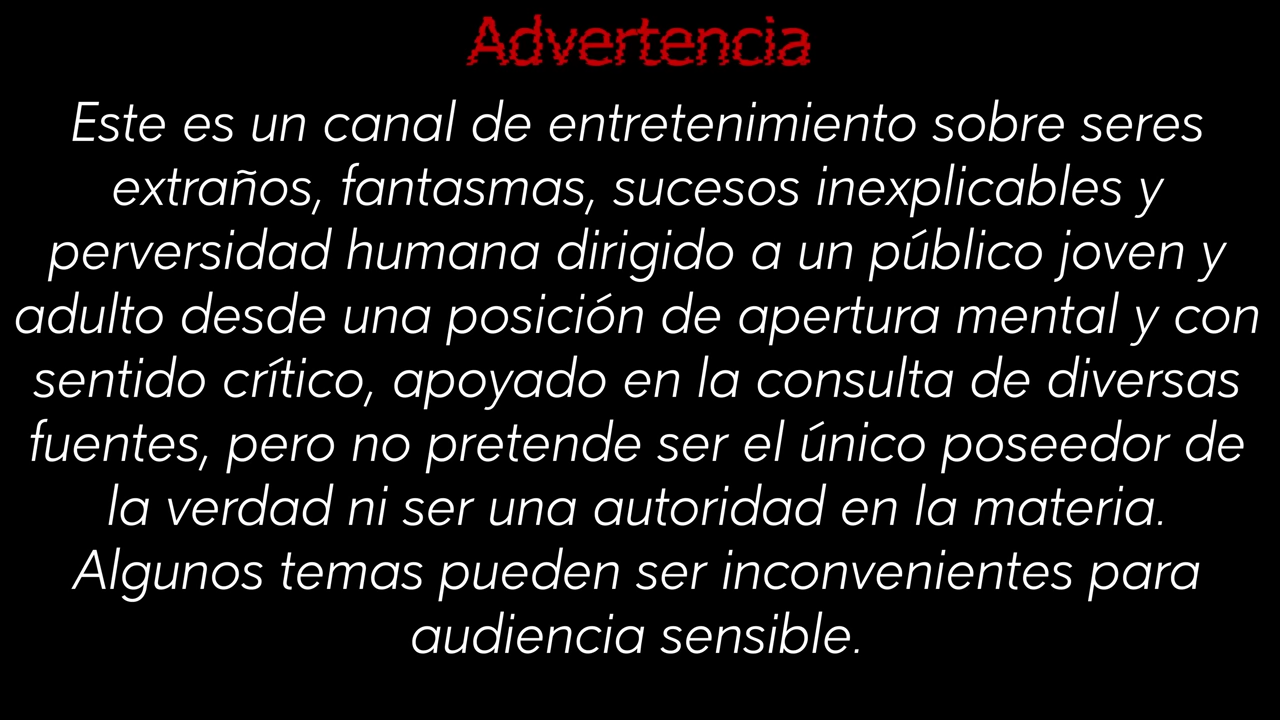 Advertencia
Este es un canal de entretenimiento sobre seres
extraños, fantasmas, sucesos inexplicables y
perversidad humana dirigido a un público joven y
adulto desde una posición de apertura mental y con
sentido crítico, apoyado en la consulta de diversas
fuentes, pero no pretende ser el único poseedor de
la verdad ni ser una autoridad en la materia.
Algunos temas pueden ser inconvenientes para
audiencia sensible.